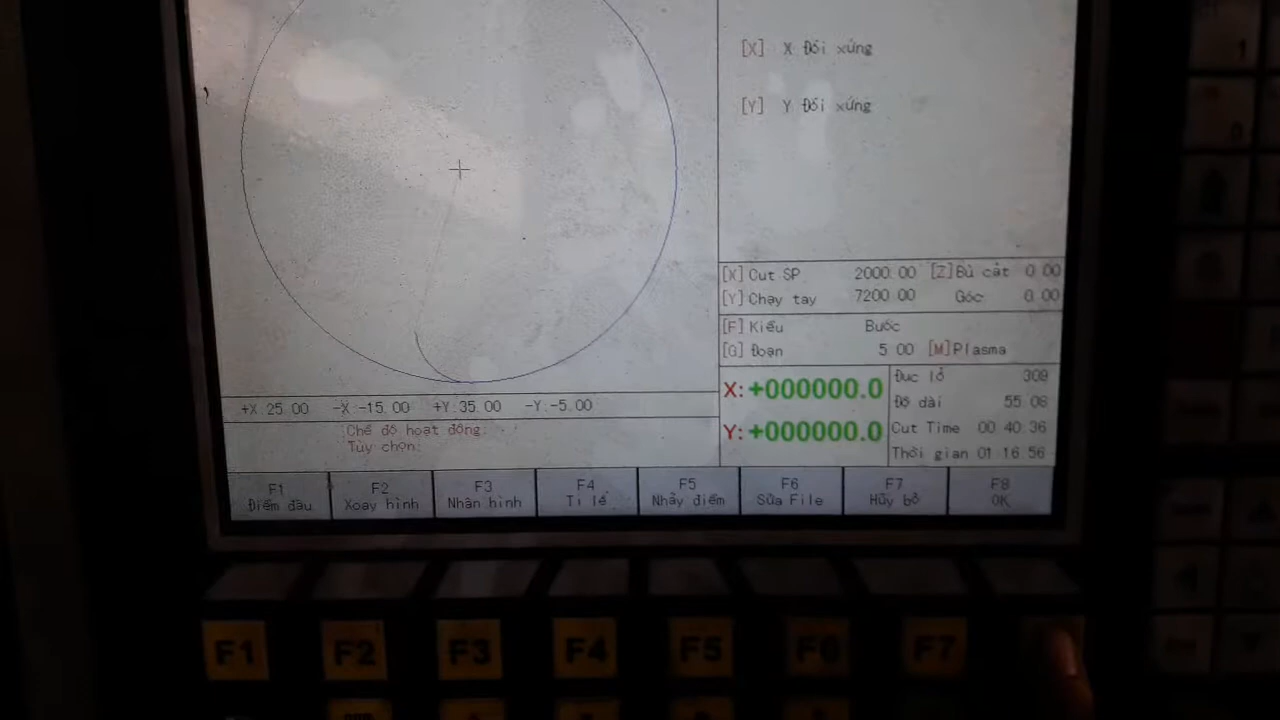 [X] X Đối xứng
[Y] Y Đối xứng
[X] Cut SP 2000.00 [Z]Bù cắt 0.00
[Y] Chạy tay 7200.00 Góc 0.00
[F] Kiểu Bước
[G] Đoạn 5.00 [M]Plasma
X: +000000.0
Y: +000000.0
Đục lỗ 309
Độ dài 55.08
Cut Time 00 40 36
Thời gian 01 16 56
+X 25.00 -X -15.00 +Y 35.00 -Y -5.00
Chế độ hoạt động:
Tùy chọn:
F1 F2 F3 F4 F5 F6 F7 F8
Điểm đầu Xoay hình Nhân hình Tỉ lệ Nhảy điểm Sửa File Hủy bỏ OK
F1 F2 F3 F4 F5 F6 F7